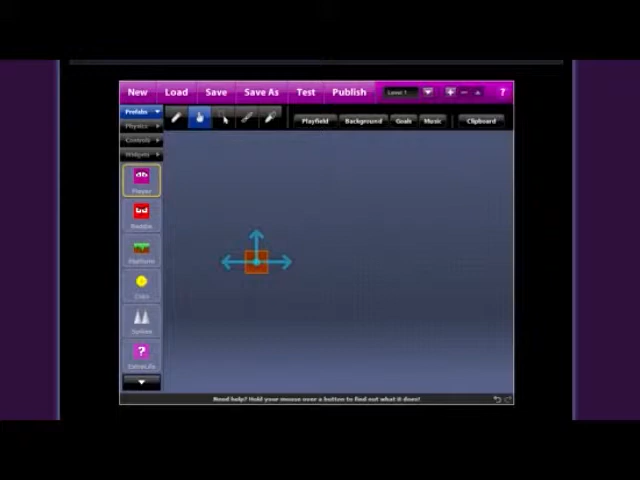 New Load Save Save As Test Publish Level 1 ?
Prefabs
Physics
Controls
Widgets
Playfield Background Goals Music Clipboard
Player
Baddie
Platform
Coin
Spikes
?
ExtraLife
Need help? Hold your mouse over a button to find out what it does!